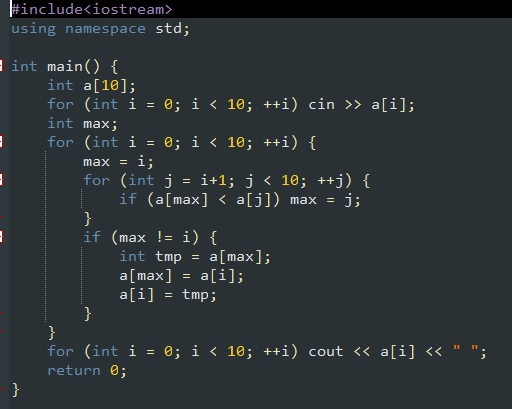 #include<iostream>
using namespace std;
int main() {
int a[10];
for (int i = 0; i < 10; ++i) cin >> a[i];
int max;
for (int i = 0; i < 10; ++i) {
max = i;
for (int j = i+1; j < 10; ++j) {
if (a[max] < a[j]) max = j;
}
if (max != i) {
int tmp = a[max];
a[max] = a[i];
a[i] = tmp;
}
}
for (int i = 0; i < 10; ++i) cout << a[i] << " ";
return 0;
}